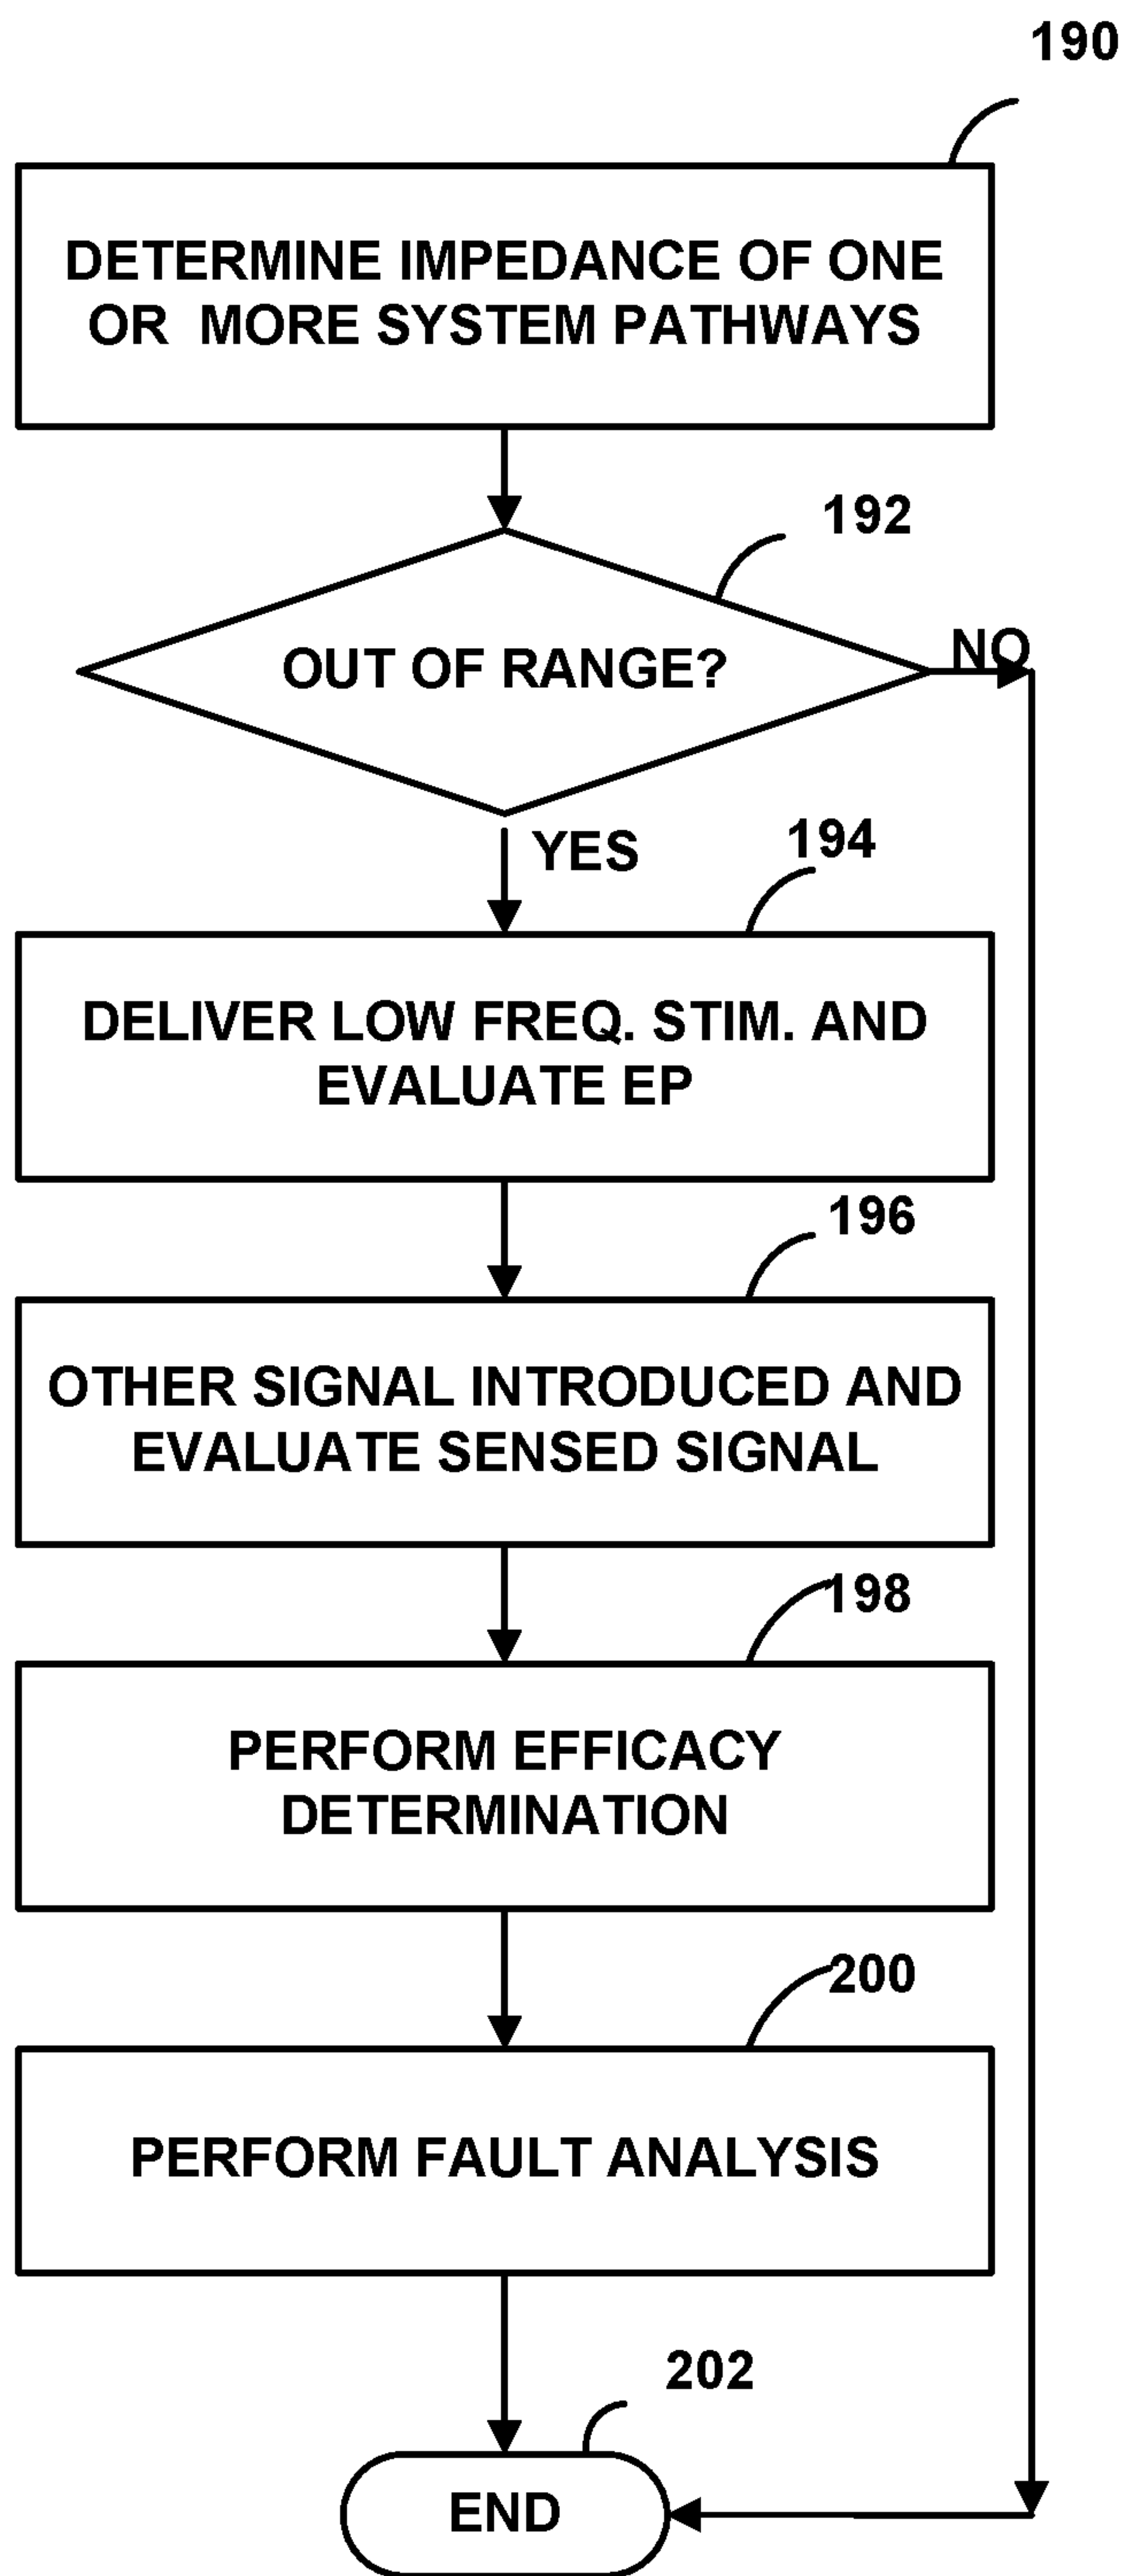 190
DETERMINE IMPEDANCE OF ONE
OR MORE SYSTEM PATHWAYS
192
OUT OF RANGE?
NO
YES
194
DELIVER LOW FREQ. STIM. AND
EVALUATE EP
196
OTHER SIGNAL INTRODUCED AND
EVALUATE SENSED SIGNAL
198
PERFORM EFFICACY
DETERMINATION
200
PERFORM FAULT ANALYSIS
202
END